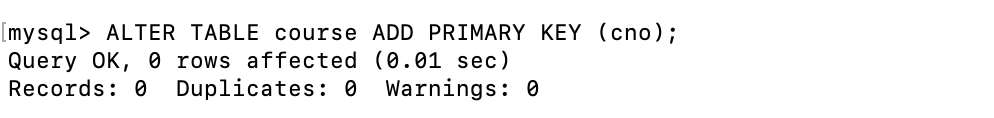 [mysql> ALTER TABLE course ADD PRIMARY KEY (cno);
Query OK, 0 rows affected (0.01 sec)
Records: 0  Duplicates: 0  Warnings: 0